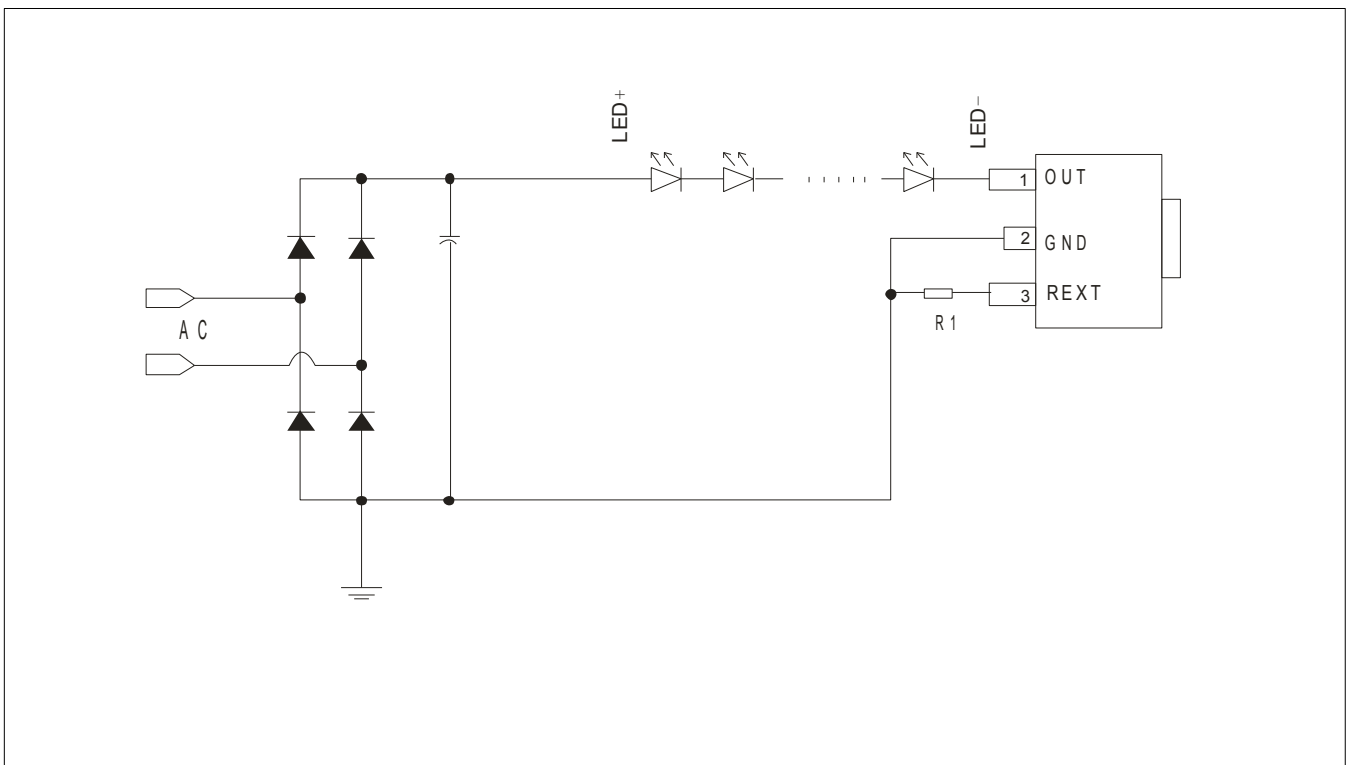 LED+
LED-
1 OUT
2 GND
3 REXT
R1
AC